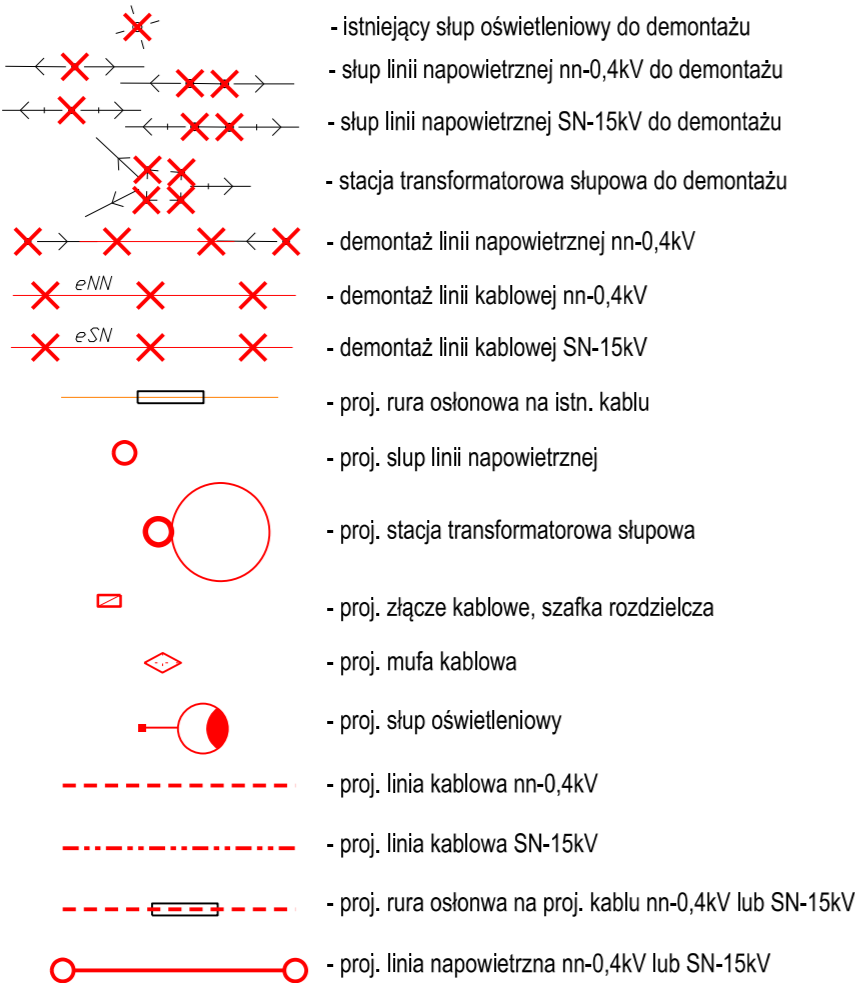 - istniejący słup oświetleniowy do demontażu
- słup linii napowietrznej nn-0,4kV do demontażu
- słup linii napowietrznej SN-15kV do demontażu
- stacja transformatorowa słupowa do demontażu
- demontaż linii napowietrznej nn-0,4kV
eNN
- demontaż linii kablowej nn-0,4kV
eSN
- demontaż linii kablowej SN-15kV
- proj. rura osłonowa na istn. kablu
- proj. slup linii napowietrznej
- proj. stacja transformatorowa słupowa
- proj. złącze kablowe, szafka rozdzielcza
- proj. mufa kablowa
- proj. słup oświetleniowy
- proj. linia kablowa nn-0,4kV
- proj. linia kablowa SN-15kV
- proj. rura osłonwa na proj. kablu nn-0,4kV lub SN-15kV
- proj. linia napowietrzna nn-0,4kV lub SN-15kV